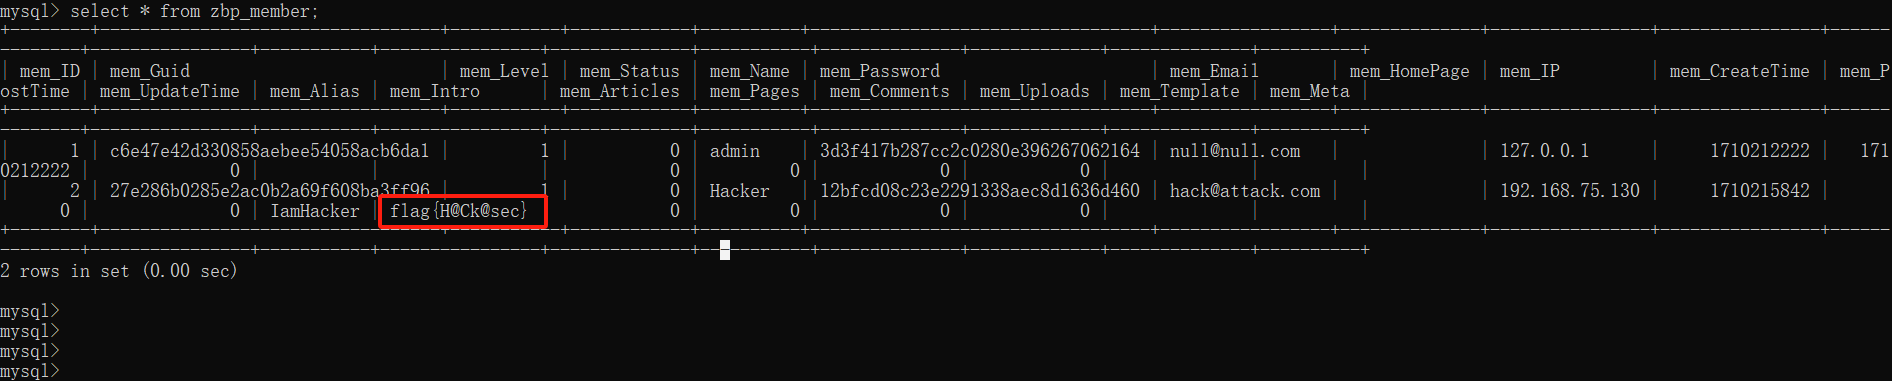 mysql> select * from zbp_member;
+--------+----------------------------------+-----------+------------+----------+----------------------------------+-----------------+--------------+----------------+----------------+------
--------+----------------+-----------+----------------+--------------+-----------+--------------+-------------+--------------+----------+
| mem_ID | mem_Guid | mem_Level | mem_Status | mem_Name | mem_Password | mem_Email | mem_HomePage | mem_IP | mem_CreateTime | mem_P
ostTime | mem_UpdateTime | mem_Alias | mem_Intro | mem_Articles | mem_Pages | mem_Comments | mem_Uploads | mem_Template | mem_Meta |
+--------+----------------------------------+-----------+------------+----------+----------------------------------+-----------------+--------------+----------------+----------------+------
--------+----------------+-----------+----------------+--------------+-----------+--------------+-------------+--------------+----------+
| 1 | c6e47e42d330858aebee54058acb6da1 | 1 | 0 | admin | 3d3f417b287cc2c0280e396267062164 | null@null.com | | 127.0.0.1 | 1710212222 | 171
0212222 | 0 | | | 0 | 0 | 0 | 0 | | |
| 2 | 27e286b0285e2ac0b2a69f608ba3ff96 | 1 | 0 | Hacker | 12bfcd08c23e2291338aec8d1636d460 | hack@attack.com | | 192.168.75.130 | 1710215842 |
0 | 0 | IamHacker | flag{H@Ck@sec} | 0 | 0 | 0 | 0 | | |
+--------+----------------------------------+-----------+------------+----------+----------------------------------+-----------------+--------------+----------------+----------------+------
--------+----------------+-----------+----------------+--------------+-----------+--------------+-------------+--------------+----------+
2 rows in set (0.00 sec)
mysql>
mysql>
mysql>
mysql>